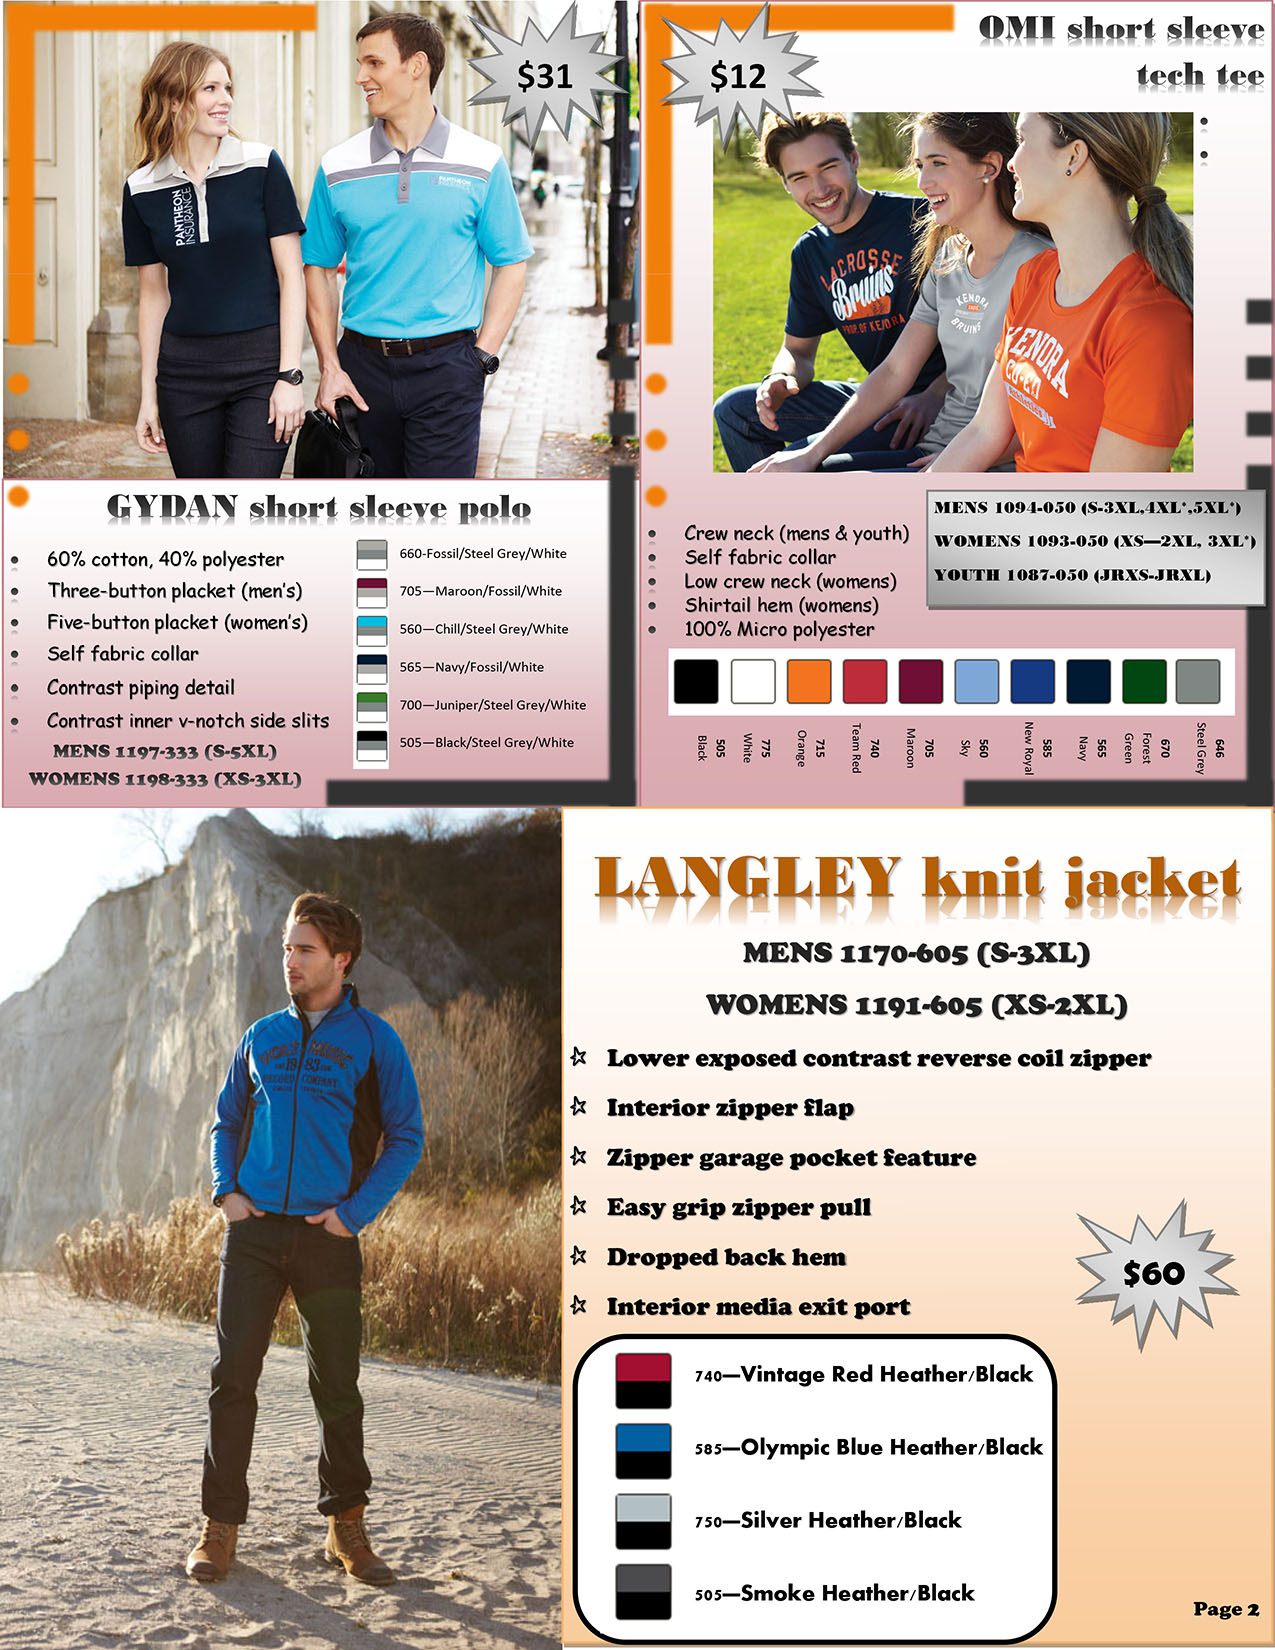 $31
PANTHEON
INSURANCE
PANTHEON
GYDAN short sleeve polo
60% cotton, 40% polyester
Three-button placket (men's)
Five-button placket (women's)
Self fabric collar
Contrast piping detail
Contrast inner v-notch side slits
MENS 1197-333 (S-5XL)
WOMENS 1198-333 (XS-3XL)
660-Fossil/Steel Grey/White
705—Maroon/Fossil/White
560—Chill/Steel Grey/White
565—Navy/Fossil/White
700—Juniper/Steel Grey/White
505—Black/Steel Grey/White
$12
OMI short sleeve
tech tee
LACROSSE
Bruins
PROP. OF KEJORA
KENORA
BRUINS
KENORA
CO-ED
MENS 1094-050 (S-3XL,4XL*,5XL*)
WOMENS 1093-050 (XS—2XL, 3XL*)
YOUTH 1087-050 (JRXS-JRXL)
Crew neck (mens & youth)
Self fabric collar
Low crew neck (womens)
Shirtail hem (womens)
100% Micro polyester
505
Black
775
White
715
Orange
740
Team Red
705
Maroon
560
Sky
585
New Royal
565
Navy
670
Forest
Green
646
Steel Grey
LANGLEY knit jacket
MENS 1170-605 (S-3XL)
WOMENS 1191-605 (XS-2XL)
Lower exposed contrast reverse coil zipper
Interior zipper flap
Zipper garage pocket feature
Easy grip zipper pull
Dropped back hem
Interior media exit port
$60
1983
COMPANY
740—Vintage Red Heather/Black
585—Olympic Blue Heather/Black
750—Silver Heather/Black
505—Smoke Heather/Black
Page 2